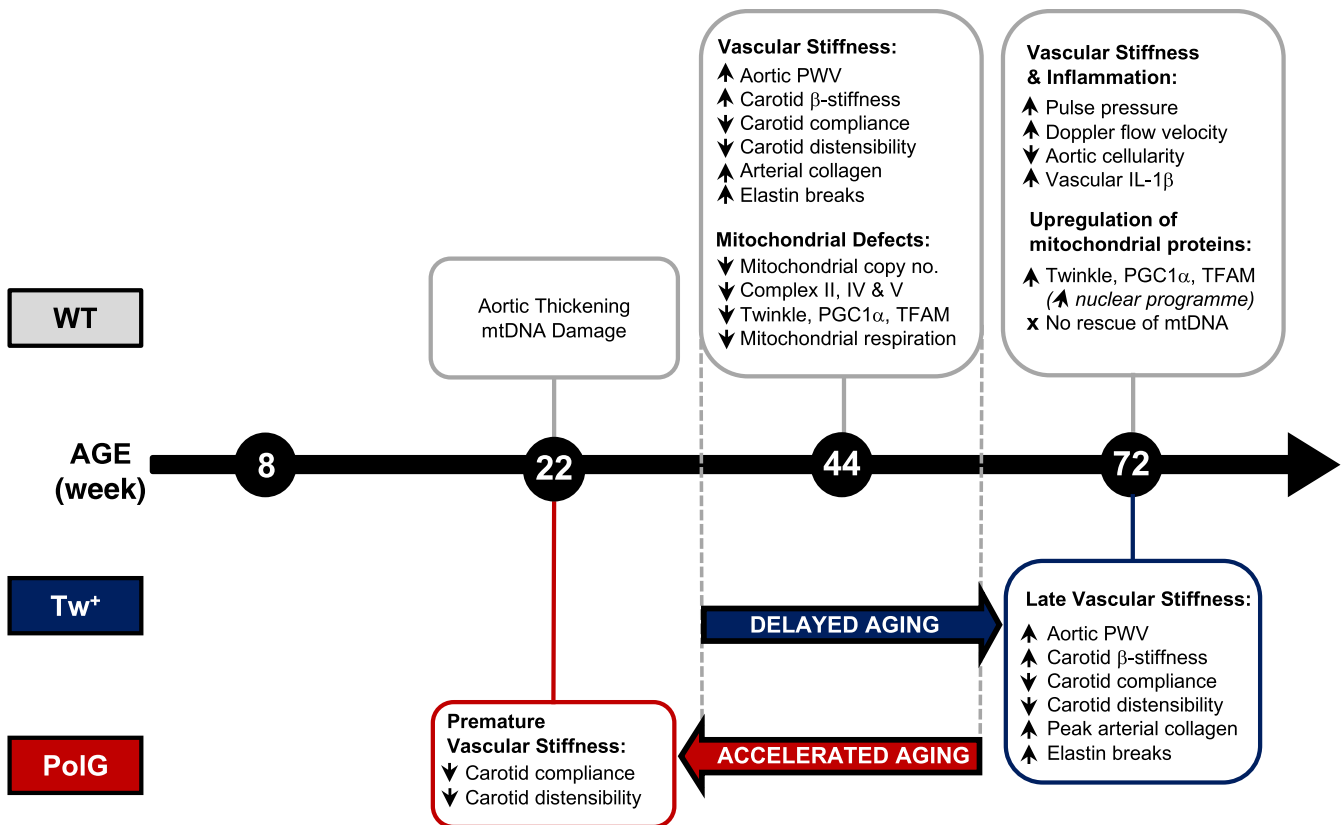 Vascular Stiffness:
Aortic PWV
Carotid β-stiffness
Carotid compliance
Carotid distensibility
Arterial collagen
Elastin breaks
Mitochondrial Defects:
Mitochondrial copy no.
Complex II, IV & V
Twinkle, PGC1α, TFAM
Mitochondrial respiration
Vascular Stiffness
& Inflammation:
Pulse pressure
Doppler flow velocity
Aortic cellularity
Vascular IL-1β
Upregulation of
mitochondrial proteins:
Twinkle, PGC1α, TFAM
(↑ nuclear programme)
x No rescue of mtDNA
Aortic Thickening
mtDNA Damage
WT
AGE
(week)
8
22
44
72
Tw⁺
DELAYED AGING
Late Vascular Stiffness:
Aortic PWV
Carotid β-stiffness
Carotid compliance
Carotid distensibility
Peak arterial collagen
Elastin breaks
PolG
Premature
Vascular Stiffness:
Carotid compliance
Carotid distensibility
ACCELERATED AGING